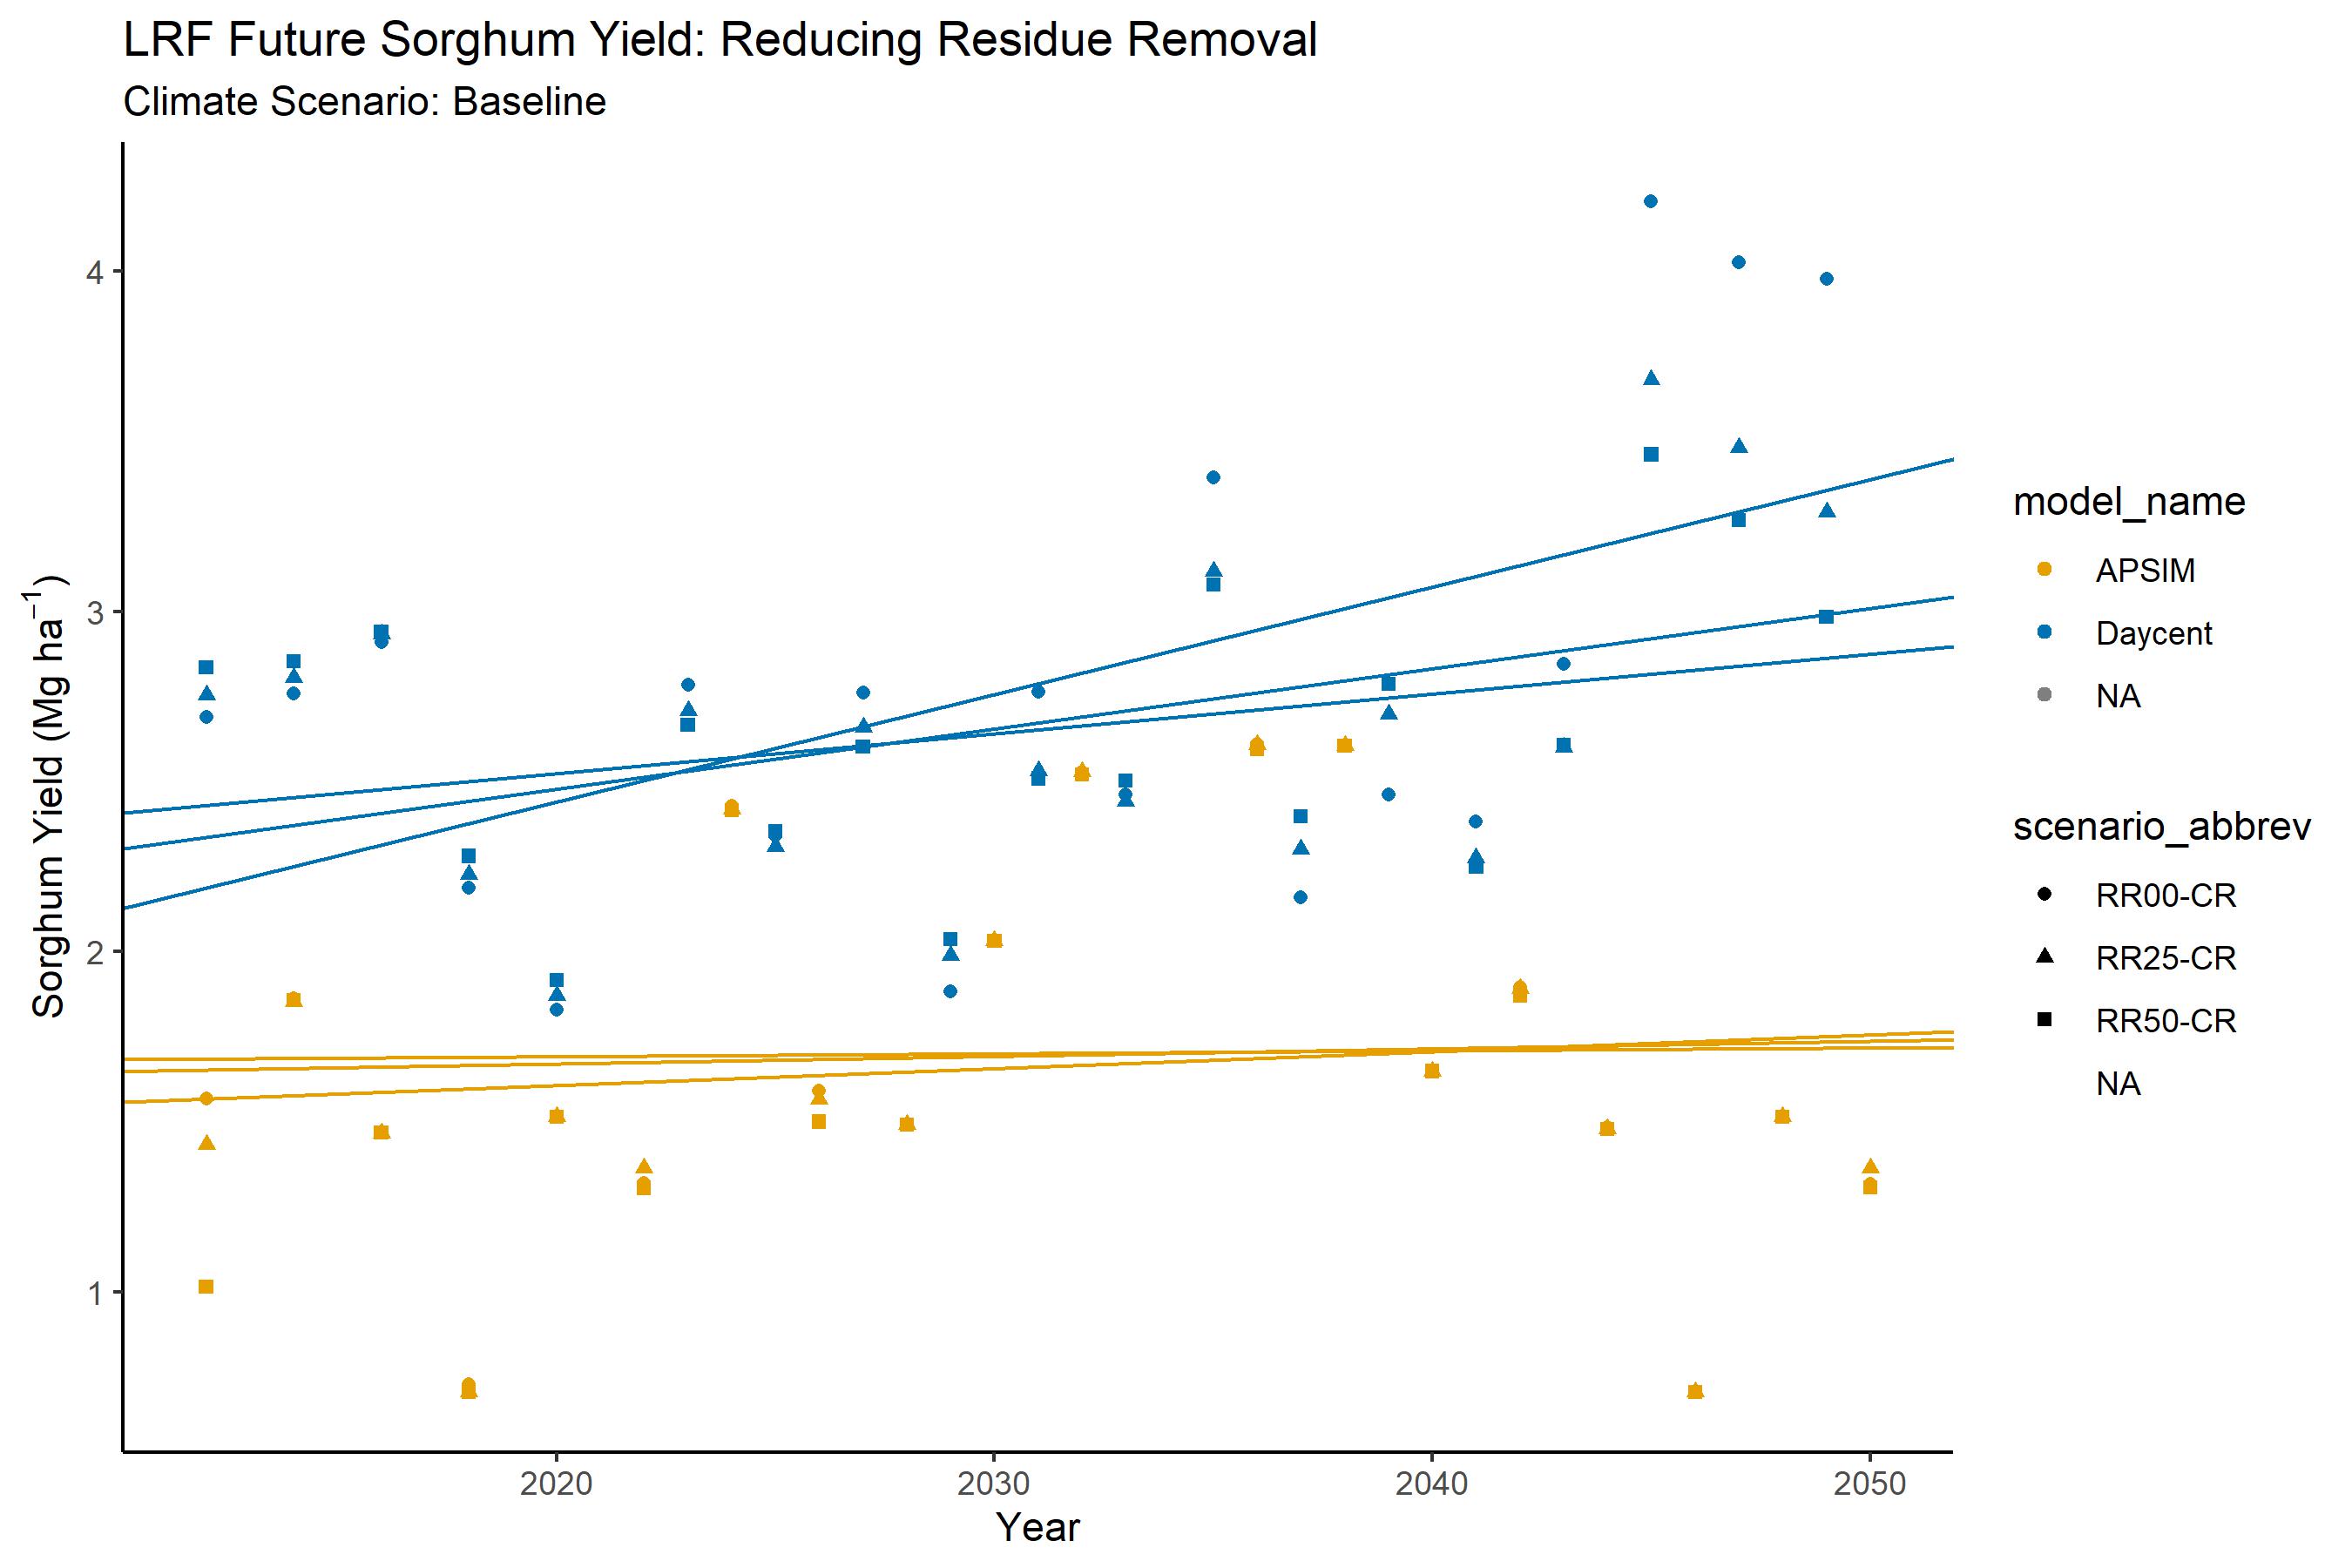 LRF Future Sorghum Yield: Reducing Residue Removal
Climate Scenario: Baseline
Sorghum Yield (Mg ha⁻¹)
4
3
2
1
2020
2030
2040
2050
Year
model_name
APSIM
Daycent
NA
scenario_abbrev
RR00-CR
RR25-CR
RR50-CR
NA